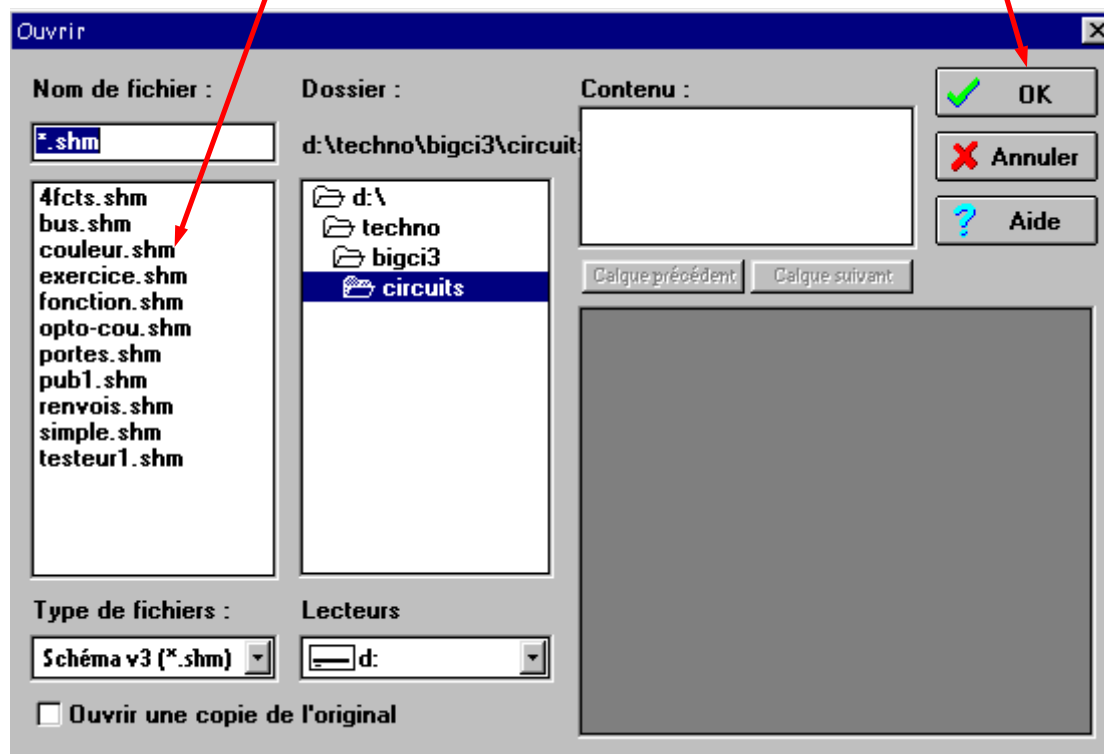 Ouvrir
Nom de fichier :
*.shm
4fcts.shm
bus.shm
couleur.shm
exercice.shm
fonction.shm
opto-cou.shm
portes.shm
pub1.shm
renvois.shm
simple.shm
testeur1.shm
Type de fichiers :
Schéma v3 (*.shm)
Ouvrir une copie de l'original
Dossier :
d:\techno\bigci3\circuit
d:\
techno
bigci3
circuits
Lecteurs
d:
Contenu :
Calque précédent Calque suivant
OK
Annuler
Aide